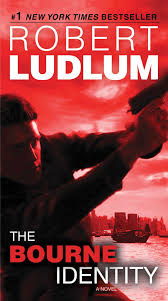 #1 NEW YORK TIMES BESTSELLER
ROBERT
LUDLUM
THE
BOURNE
IDENTITY
A NOVEL